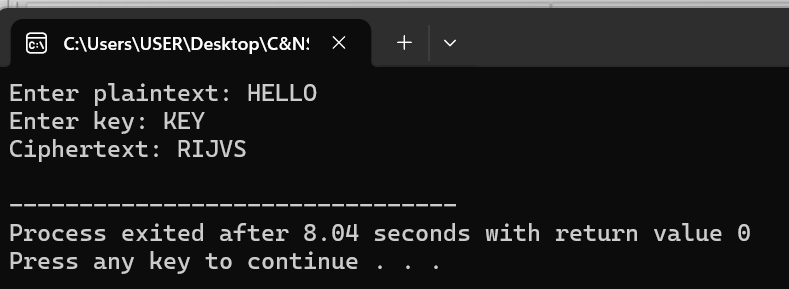 C:\Users\USER\Desktop\C&NS
Enter plaintext: HELLO
Enter key: KEY
Ciphertext: RIJVS
--------------------------------
Process exited after 8.04 seconds with return value 0
Press any key to continue . . .